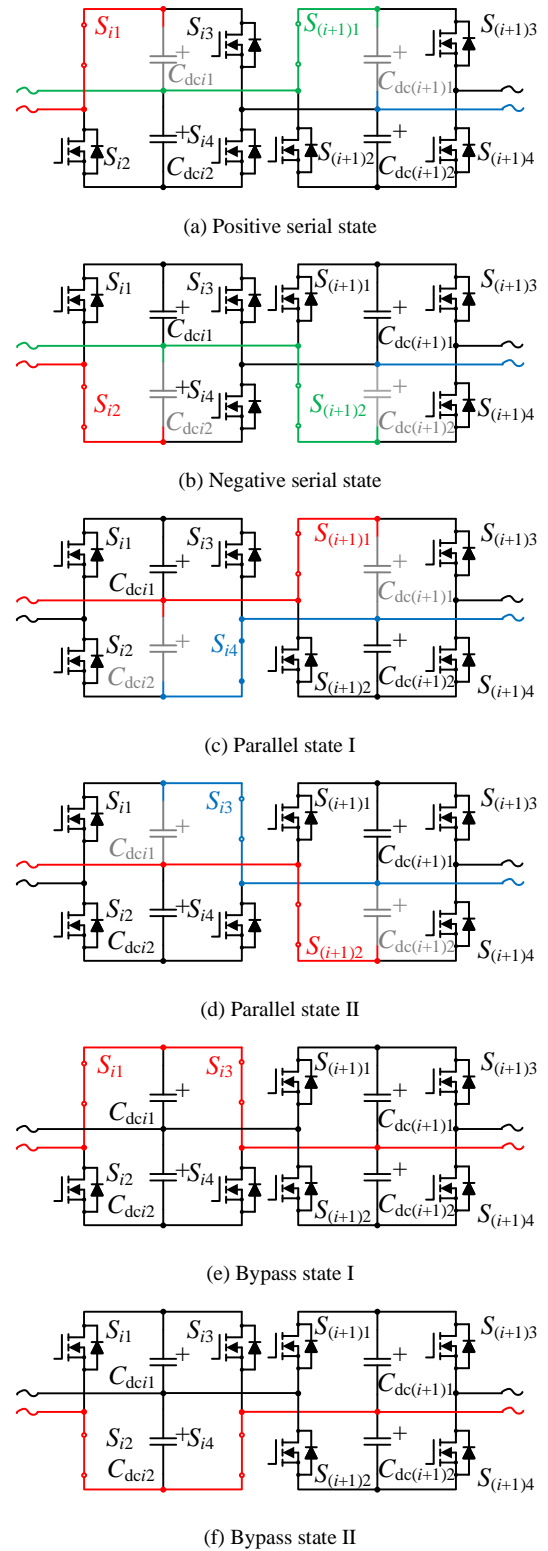 S_{i1} S_{i3} S_{(i+1)1} S_{(i+1)3}
+ +
C_{dci1} C_{dc(i+1)1}
S_{i2} + S_{i4} S_{(i+1)2} + S_{(i+1)4}
C_{dci2} C_{dc(i+1)2}
(a) Positive serial state
S_{i1} S_{i3} S_{(i+1)1} S_{(i+1)3}
+ +
C_{dci1} C_{dc(i+1)1}
S_{i2} + S_{i4} S_{(i+1)2} + S_{(i+1)4}
C_{dci2} C_{dc(i+1)2}
(b) Negative serial state
S_{i1} S_{i3} S_{(i+1)1} S_{(i+1)3}
+ +
C_{dci1} C_{dc(i+1)1}
S_{i2} + S_{i4} +
C_{dci2} S_{(i+1)2} C_{dc(i+1)2} S_{(i+1)4}
(c) Parallel state I
S_{i1} S_{i3} S_{(i+1)1} S_{(i+1)3}
+ +
C_{dci1} C_{dc(i+1)1}
S_{i2} + S_{i4} +
C_{dci2} S_{(i+1)2} C_{dc(i+1)2} S_{(i+1)4}
(d) Parallel state II
S_{i1} S_{i3} S_{(i+1)1} S_{(i+1)3}
+ +
C_{dci1} C_{dc(i+1)1}
S_{i2} + S_{i4} +
C_{dci2} S_{(i+1)2} C_{dc(i+1)2} S_{(i+1)4}
(e) Bypass state I
S_{i1} S_{i3} S_{(i+1)1} S_{(i+1)3}
+ +
C_{dci1} C_{dc(i+1)1}
S_{i2} + S_{i4} +
C_{dci2} S_{(i+1)2} C_{dc(i+1)2} S_{(i+1)4}
(f) Bypass state II